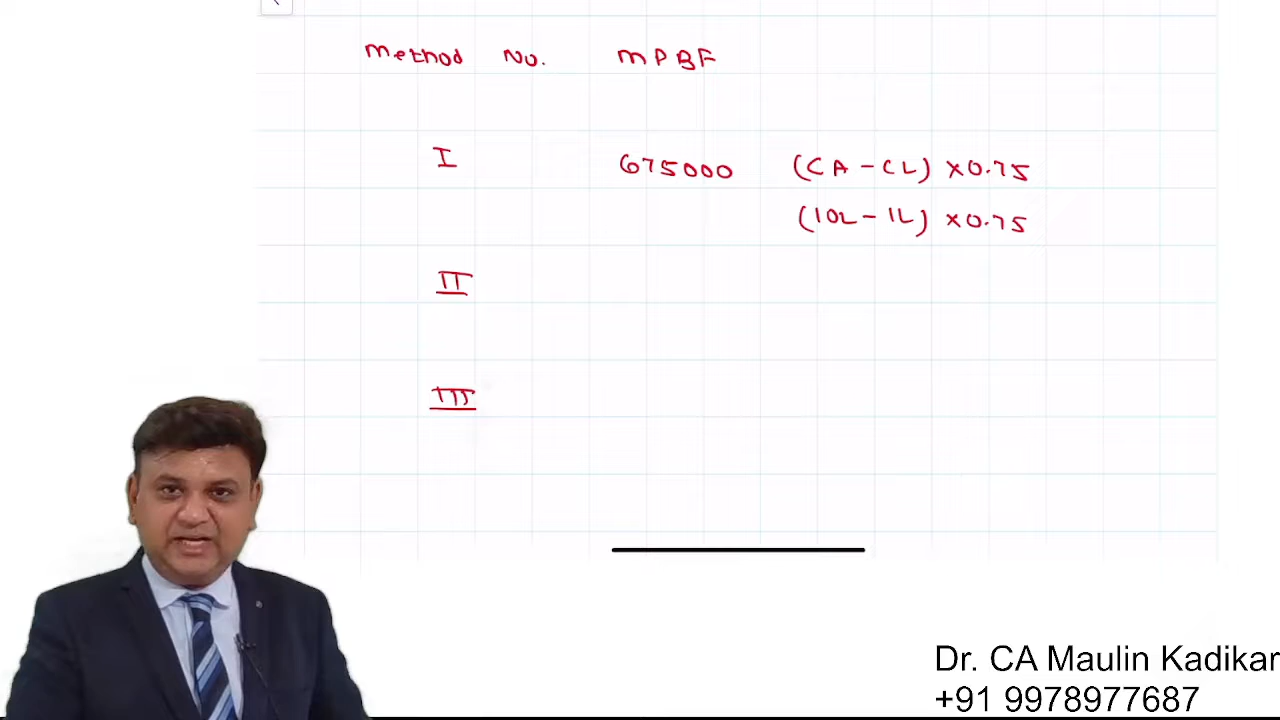 Method No. MPBF
I 675000 (CA - CL) x 0.75
(10L - 1L) x 0.75
II
III
Dr. CA Maulin Kadikar
+91 9978977687